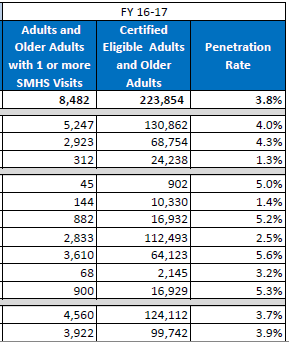 FY 16-17
Adults and Older Adults with 1 or more SMHS Visits Certified Eligible Adults and Older Adults Penetration Rate
8,482 223,854 3.8%
5,247 130,862 4.0%
2,923 68,754 4.3%
312 24,238 1.3%
45 902 5.0%
144 10,330 1.4%
882 16,932 5.2%
2,833 112,493 2.5%
3,610 64,123 5.6%
68 2,145 3.2%
900 16,929 5.3%
4,560 124,112 3.7%
3,922 99,742 3.9%